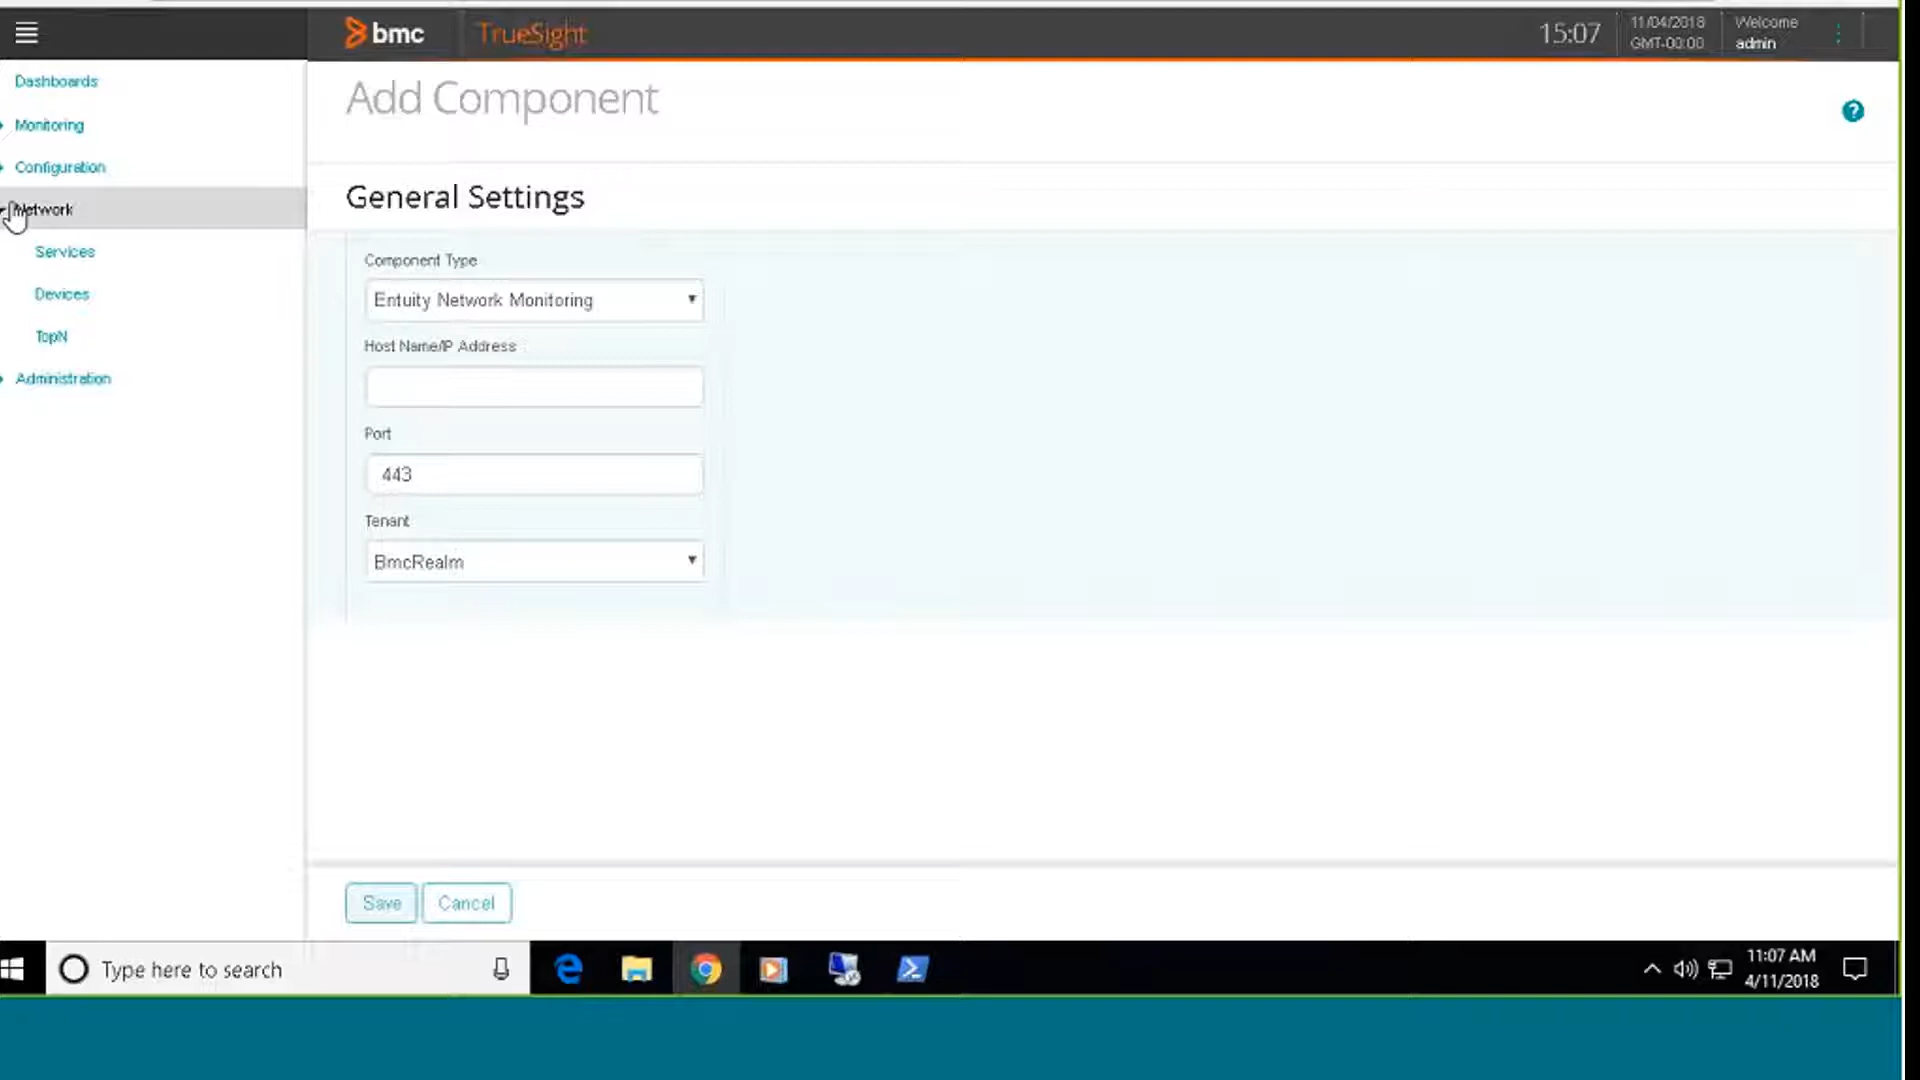 bmc TrueSight 15:07 11/04/2018 Welcome
GMT-00:00 admin
Dashboards
Monitoring
Configuration
Network
Services
Devices
TopN
Administration
Add Component
?
General Settings
Component Type
Entuity Network Monitoring
Host Name/IP Address
Port
443
Tenant
BmcRealm
Save Cancel
Type here to search
11:07 AM
4/11/2018